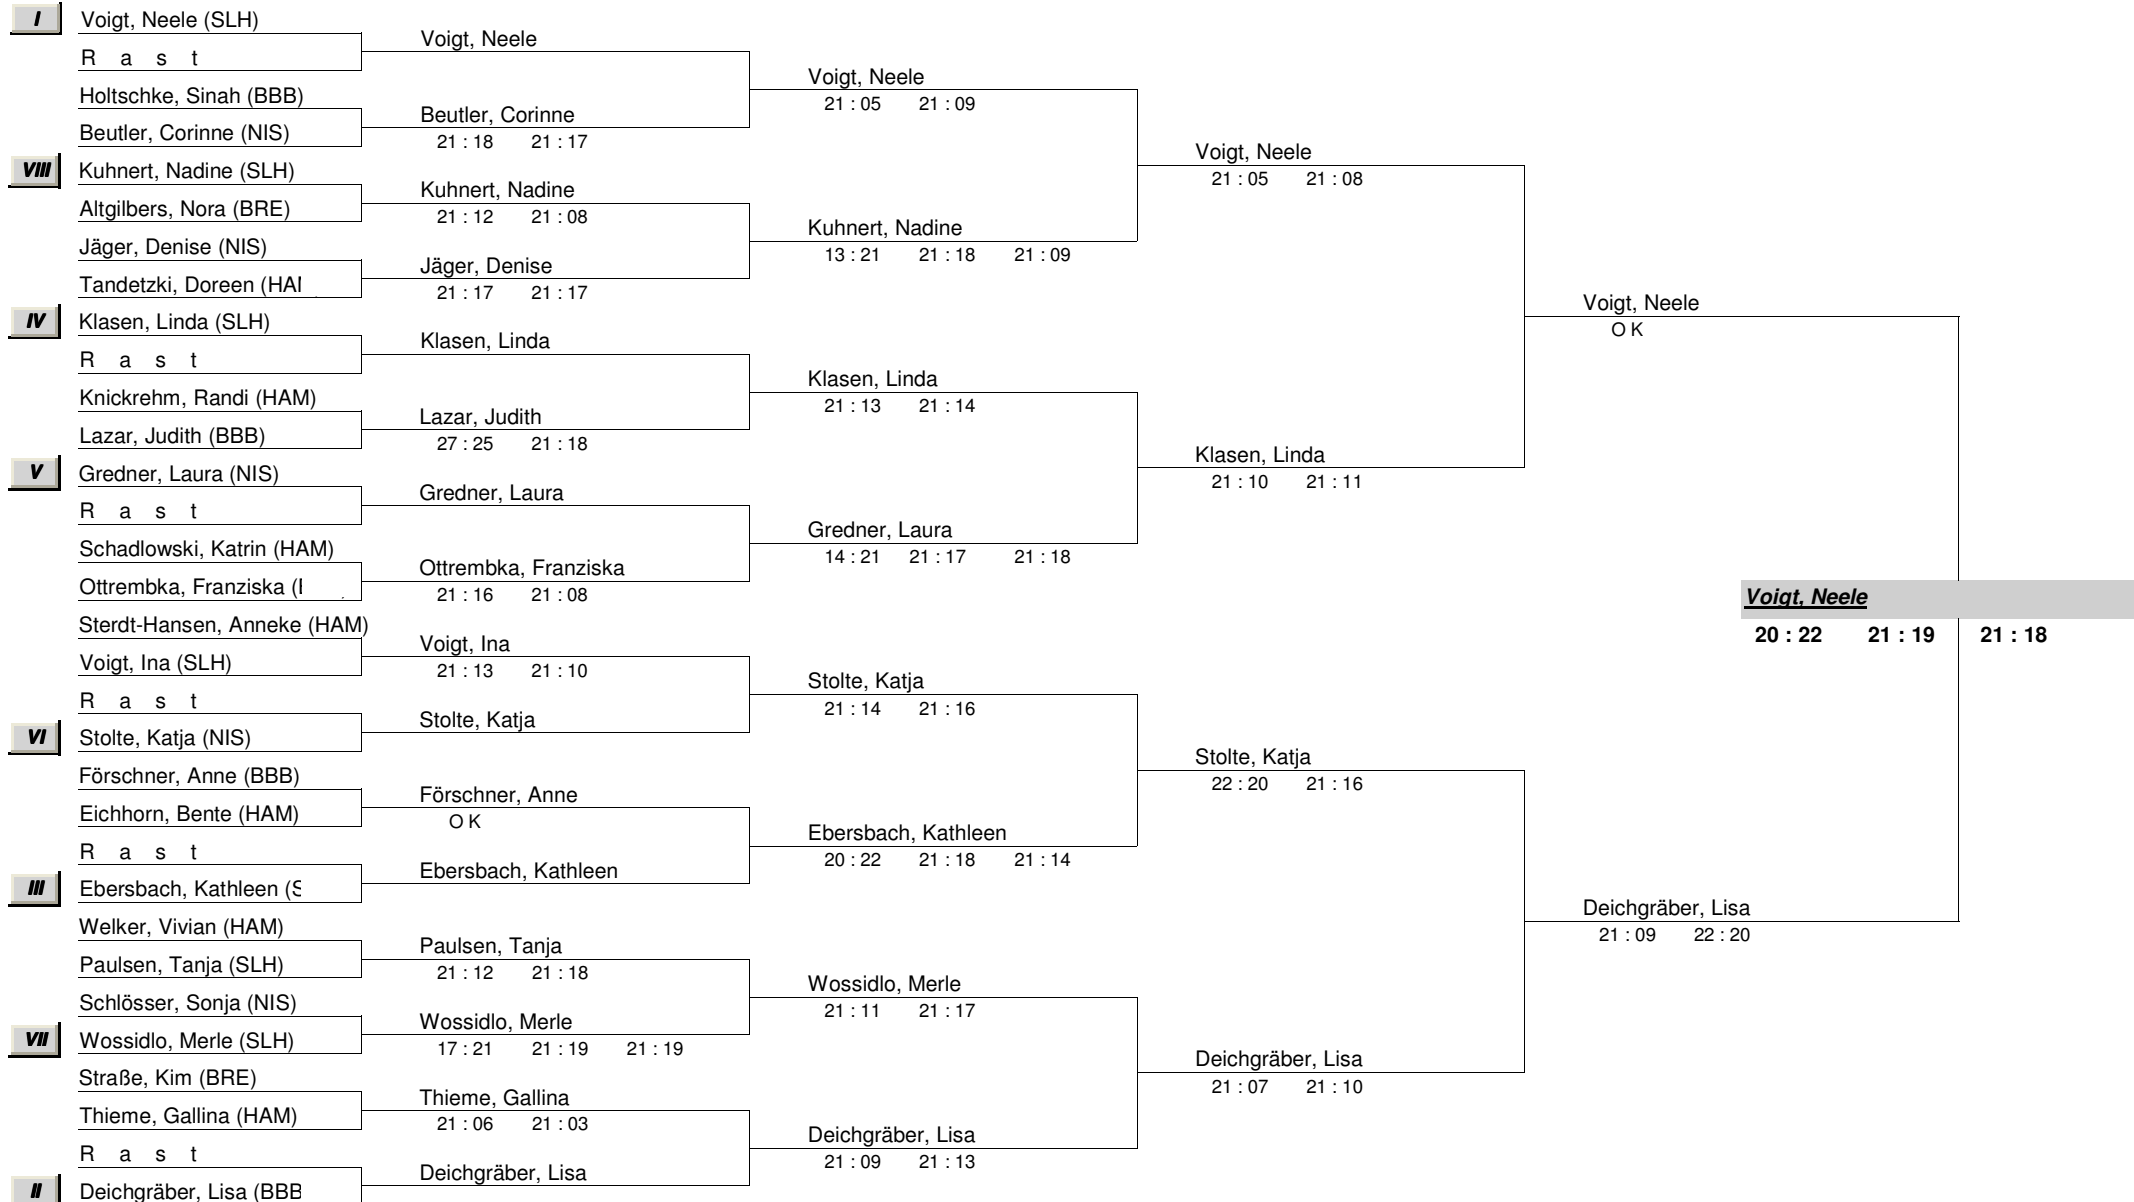 I Voigt, Neele (SLH)
R a s t
Holtschke, Sinah (BBB)
Beutler, Corinne (NIS)
VIII Kuhnert, Nadine (SLH)
Altgilbers, Nora (BRE)
Jäger, Denise (NIS)
Tandetzki, Doreen (HAM
IV Klasen, Linda (SLH)
R a s t
Knickrehm, Randi (HAM)
Lazar, Judith (BBB)
V Gredner, Laura (NIS)
R a s t
Schadlowski, Katrin (HAM)
Ottrembka, Franziska (
Sterdt-Hansen, Anneke (HAM)
Voigt, Ina (SLH)
R a s t
VI Stolte, Katja (NIS)
Förschner, Anne (BBB)
Eichhorn, Bente (HAM)
R a s t
III Ebersbach, Kathleen (S
Welker, Vivian (HAM)
Paulsen, Tanja (SLH)
Schlösser, Sonja (NIS)
VII Wossidlo, Merle (SLH)
Straße, Kim (BRE)
Thieme, Gallina (HAM)
R a s t
II Deichgräber, Lisa (BBB
Voigt, Neele
Beutler, Corinne
21 : 18 21 : 17
Kuhnert, Nadine
21 : 12 21 : 08
Jäger, Denise
21 : 17 21 : 17
Klasen, Linda
Lazar, Judith
27 : 25 21 : 18
Gredner, Laura
Ottrembka, Franziska
21 : 16 21 : 08
Voigt, Ina
21 : 13 21 : 10
Stolte, Katja
Förschner, Anne
O K
Ebersbach, Kathleen
Paulsen, Tanja
21 : 12 21 : 18
Wossidlo, Merle
17 : 21 21 : 19 21 : 19
Thieme, Gallina
21 : 06 21 : 03
Deichgräber, Lisa
Voigt, Neele
21 : 05 21 : 09
Kuhnert, Nadine
13 : 21 21 : 18 21 : 09
Klasen, Linda
21 : 13 21 : 14
Gredner, Laura
14 : 21 21 : 17 21 : 18
Stolte, Katja
21 : 14 21 : 16
Ebersbach, Kathleen
20 : 22 21 : 18 21 : 14
Wossidlo, Merle
21 : 11 21 : 17
Deichgräber, Lisa
21 : 09 21 : 13
Voigt, Neele
21 : 05 21 : 08
Klasen, Linda
21 : 10 21 : 11
Stolte, Katja
22 : 20 21 : 16
Deichgräber, Lisa
21 : 07 21 : 10
Voigt, Neele
O K
Deichgräber, Lisa
21 : 09 22 : 20
Voigt, Neele
20 : 22 21 : 19 21 : 18